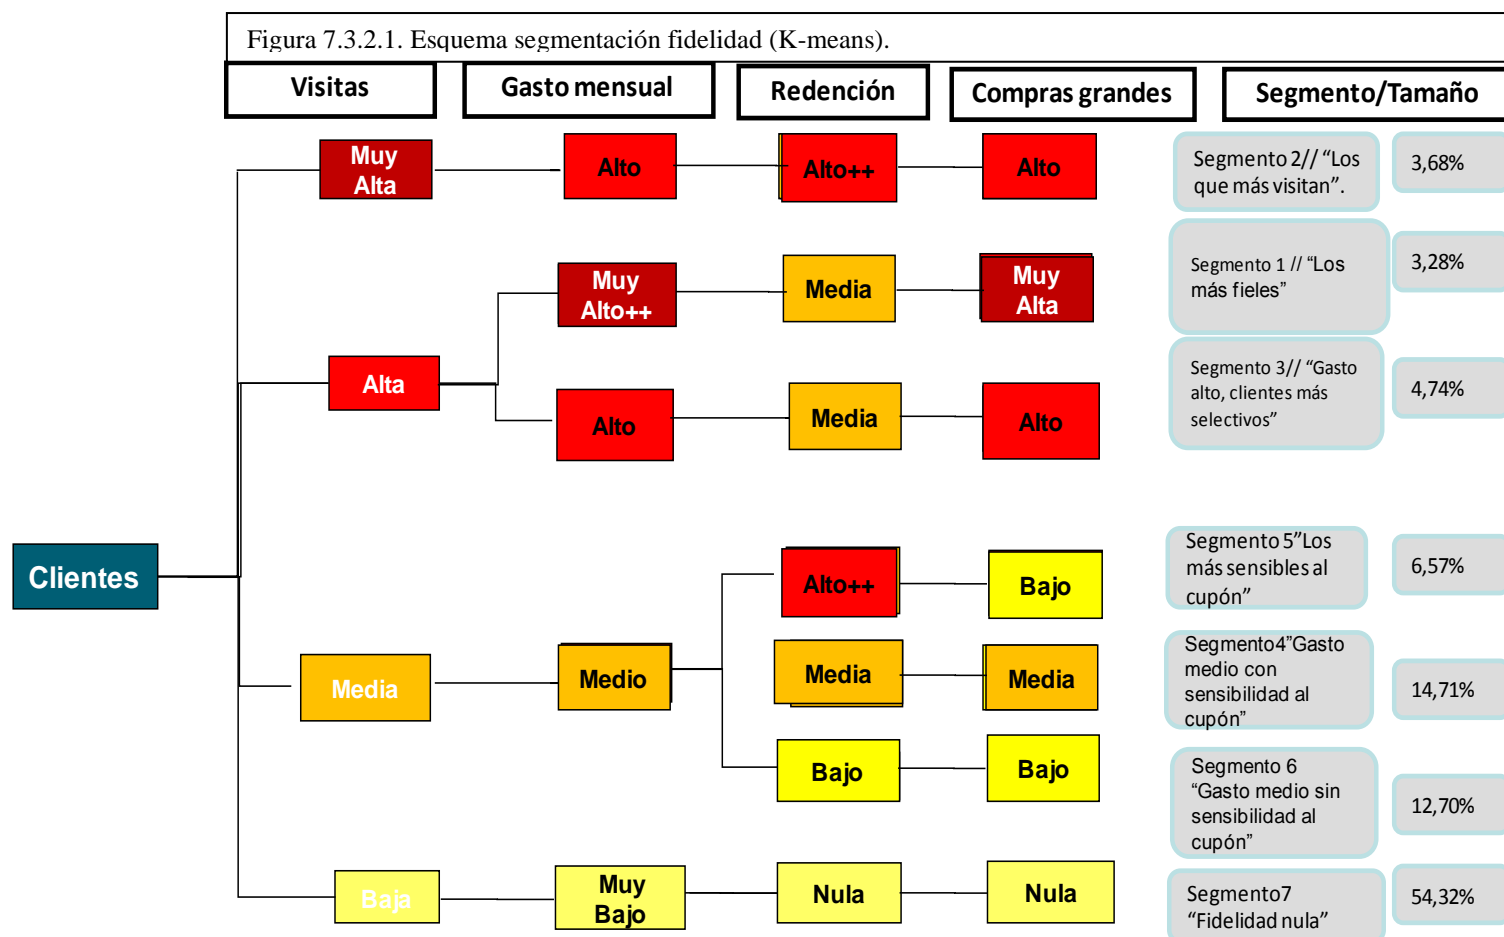 Figura 7.3.2.1. Esquema segmentación fidelidad (K-means).
Visitas
Gasto mensual
Redención
Compras grandes
Segmento/Tamaño
Muy
Alta
Alto
Alto++
Alto
Segmento 2// “Los
que más visitan”.
3,68%
Muy
Alto++
Media
Muy
Alta
Segmento 1 // “Los
más fieles”
3,28%
Alta
Alto
Media
Alto
Segmento 3// “Gasto
alto, clientes más
selectivos”
4,74%
Clientes
Alto++
Bajo
Segmento 5”Los
más sensibles al
cupón”
6,57%
Media
Medio
Media
Media
Segmento4”Gasto
medio con
sensibilidad al
cupón”
14,71%
Bajo
Bajo
Segmento 6
“Gasto medio sin
sensibilidad al
cupón”
12,70%
Baja
Muy
Bajo
Nula
Nula
Segmento7
“Fidelidad nula”
54,32%